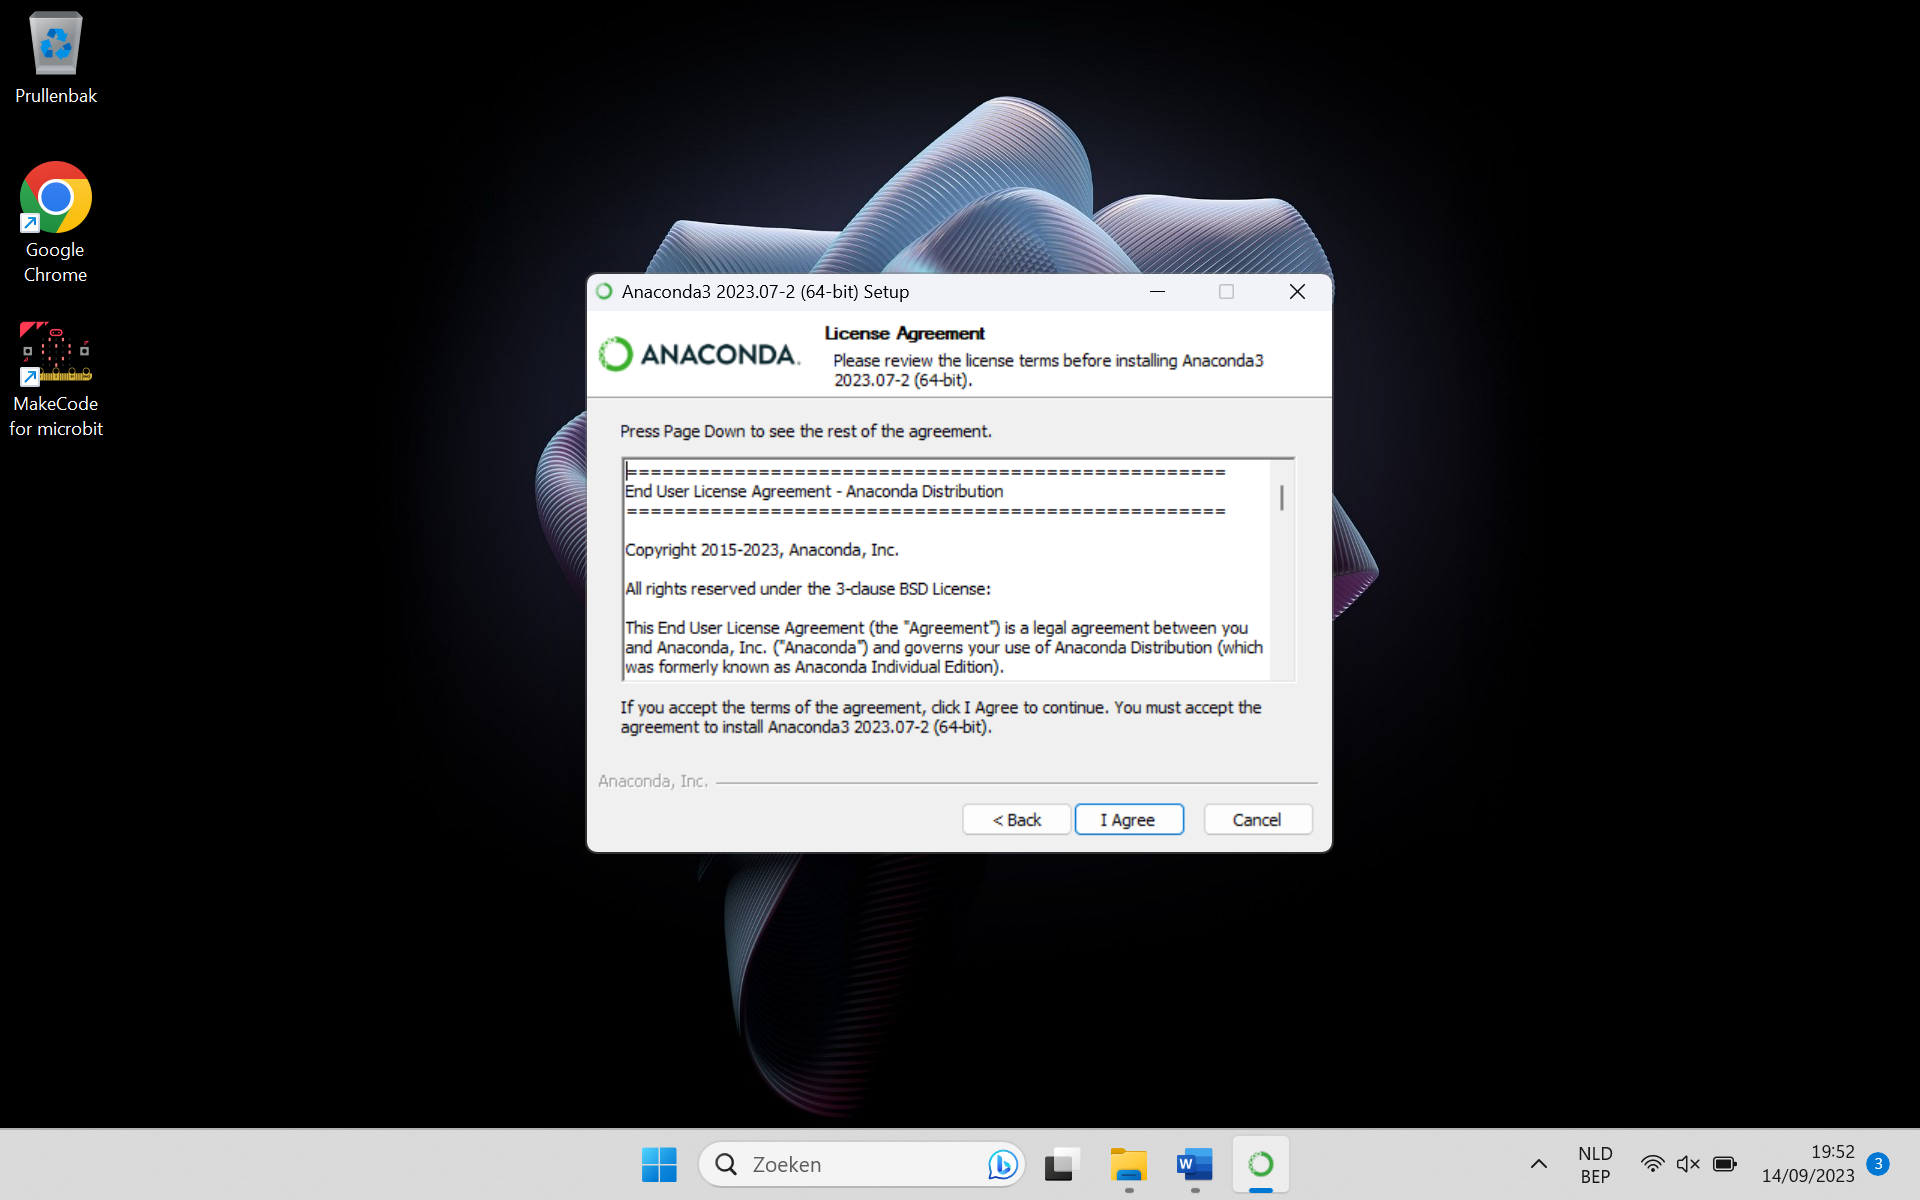 Prullenbak
Google
Chrome
MakeCode
for microbit
Anaconda3 2023.07-2 (64-bit) Setup
ANACONDA.
License Agreement
Please review the license terms before installing Anaconda3
2023.07-2 (64-bit).
Press Page Down to see the rest of the agreement.
==================================================
End User License Agreement - Anaconda Distribution
==================================================
Copyright 2015-2023, Anaconda, Inc.
All rights reserved under the 3-clause BSD License:
This End User License Agreement (the "Agreement") is a legal agreement between you
and Anaconda, Inc. ("Anaconda") and governs your use of Anaconda Distribution (which
was formerly known as Anaconda Individual Edition).
If you accept the terms of the agreement, click I Agree to continue. You must accept the
agreement to install Anaconda3 2023.07-2 (64-bit).
Anaconda, Inc.
< Back
I Agree
Cancel
Zoeken
W
NLD
BEP
19:52
14/09/2023
3